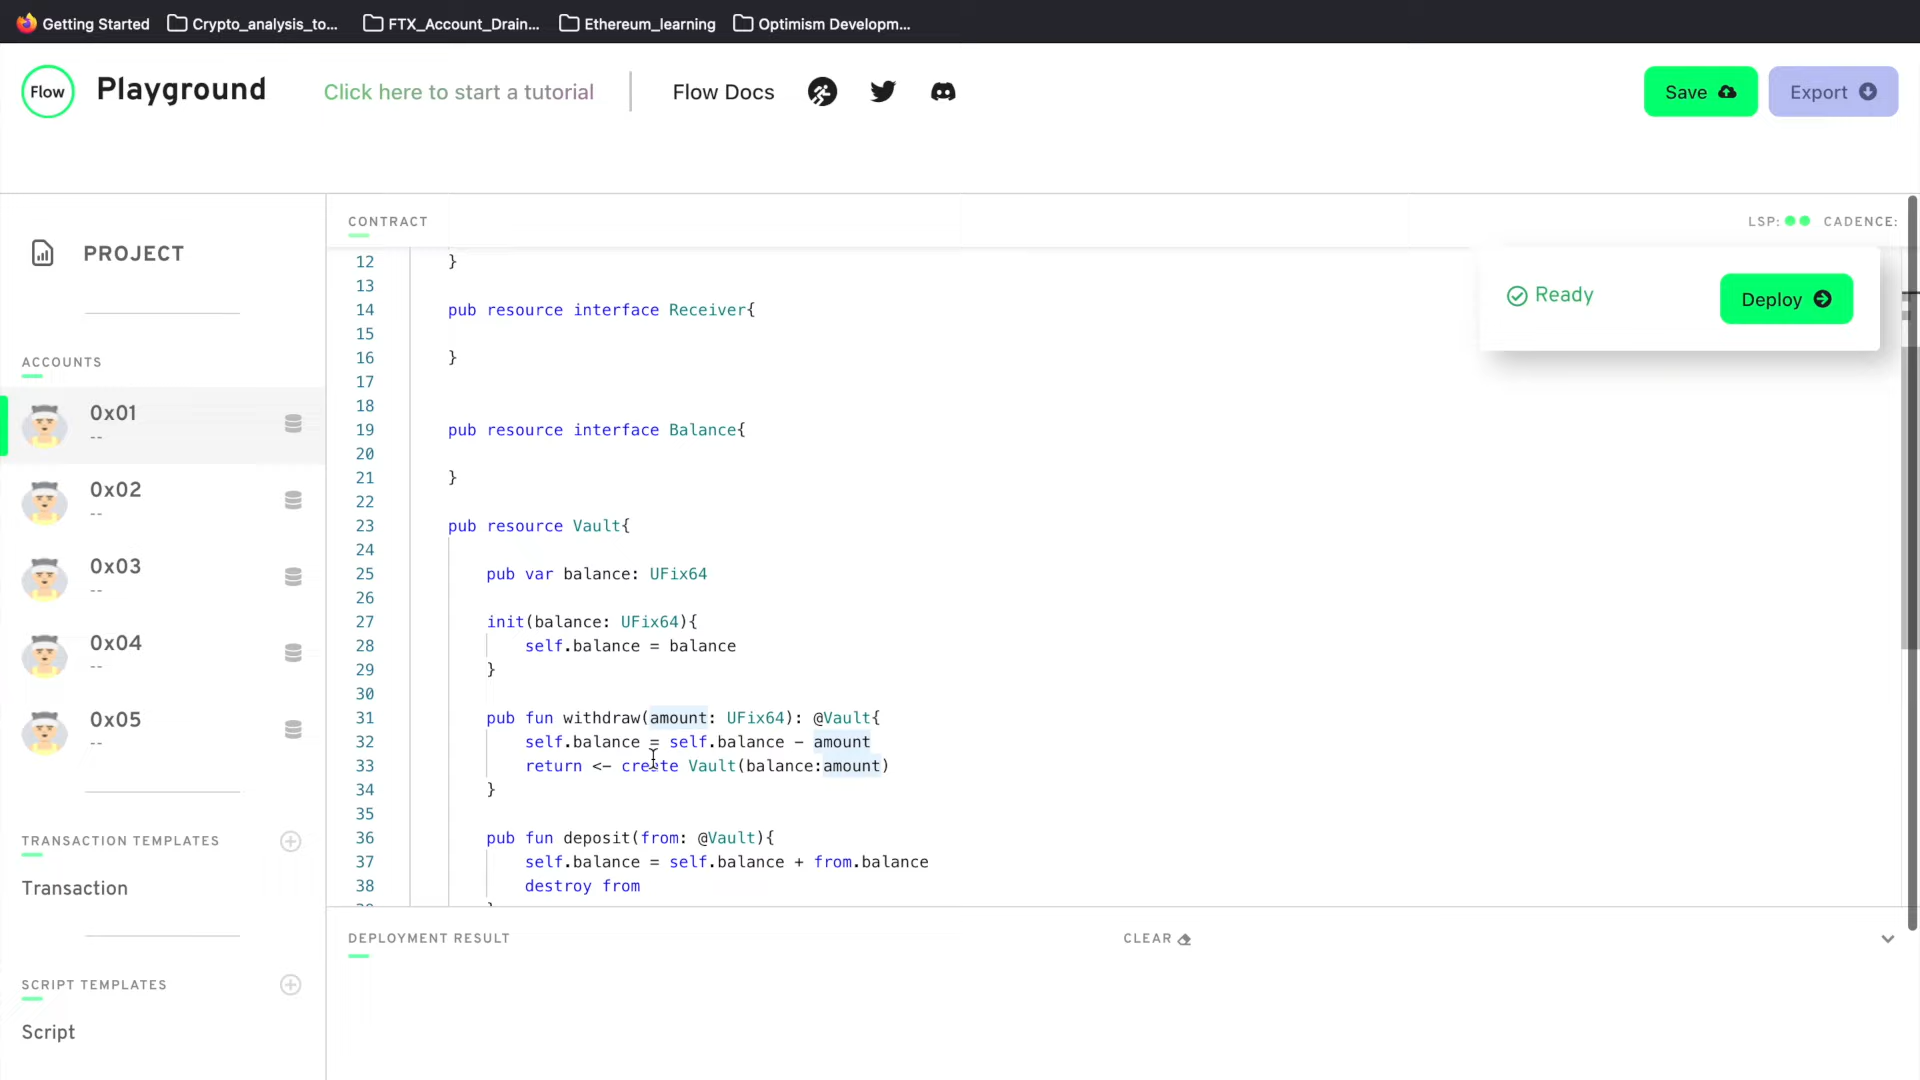 Getting Started Crypto_analysis_to... FTX_Account_Drain... Ethereum_learning Optimism Developm...
Flow Playground Click here to start a tutorial Flow Docs Save Export
CONTRACT LSP: CADENCE:
PROJECT
Ready Deploy
ACCOUNTS
0x01
--
0x02
--
0x03
--
0x04
--
0x05
--
TRANSACTION TEMPLATES
Transaction
SCRIPT TEMPLATES
Script
12 }
13
14 pub resource interface Receiver{
15
16 }
17
18
19 pub resource interface Balance{
20
21 }
22
23 pub resource Vault{
24
25 pub var balance: UFix64
26
27 init(balance: UFix64){
28 self.balance = balance
29 }
30
31 pub fun withdraw(amount: UFix64): @Vault{
32 self.balance = self.balance - amount
33 return <- create Vault(balance:amount)
34 }
35
36 pub fun deposit(from: @Vault){
37 self.balance = self.balance + from.balance
38 destroy from
DEPLOYMENT RESULT CLEAR